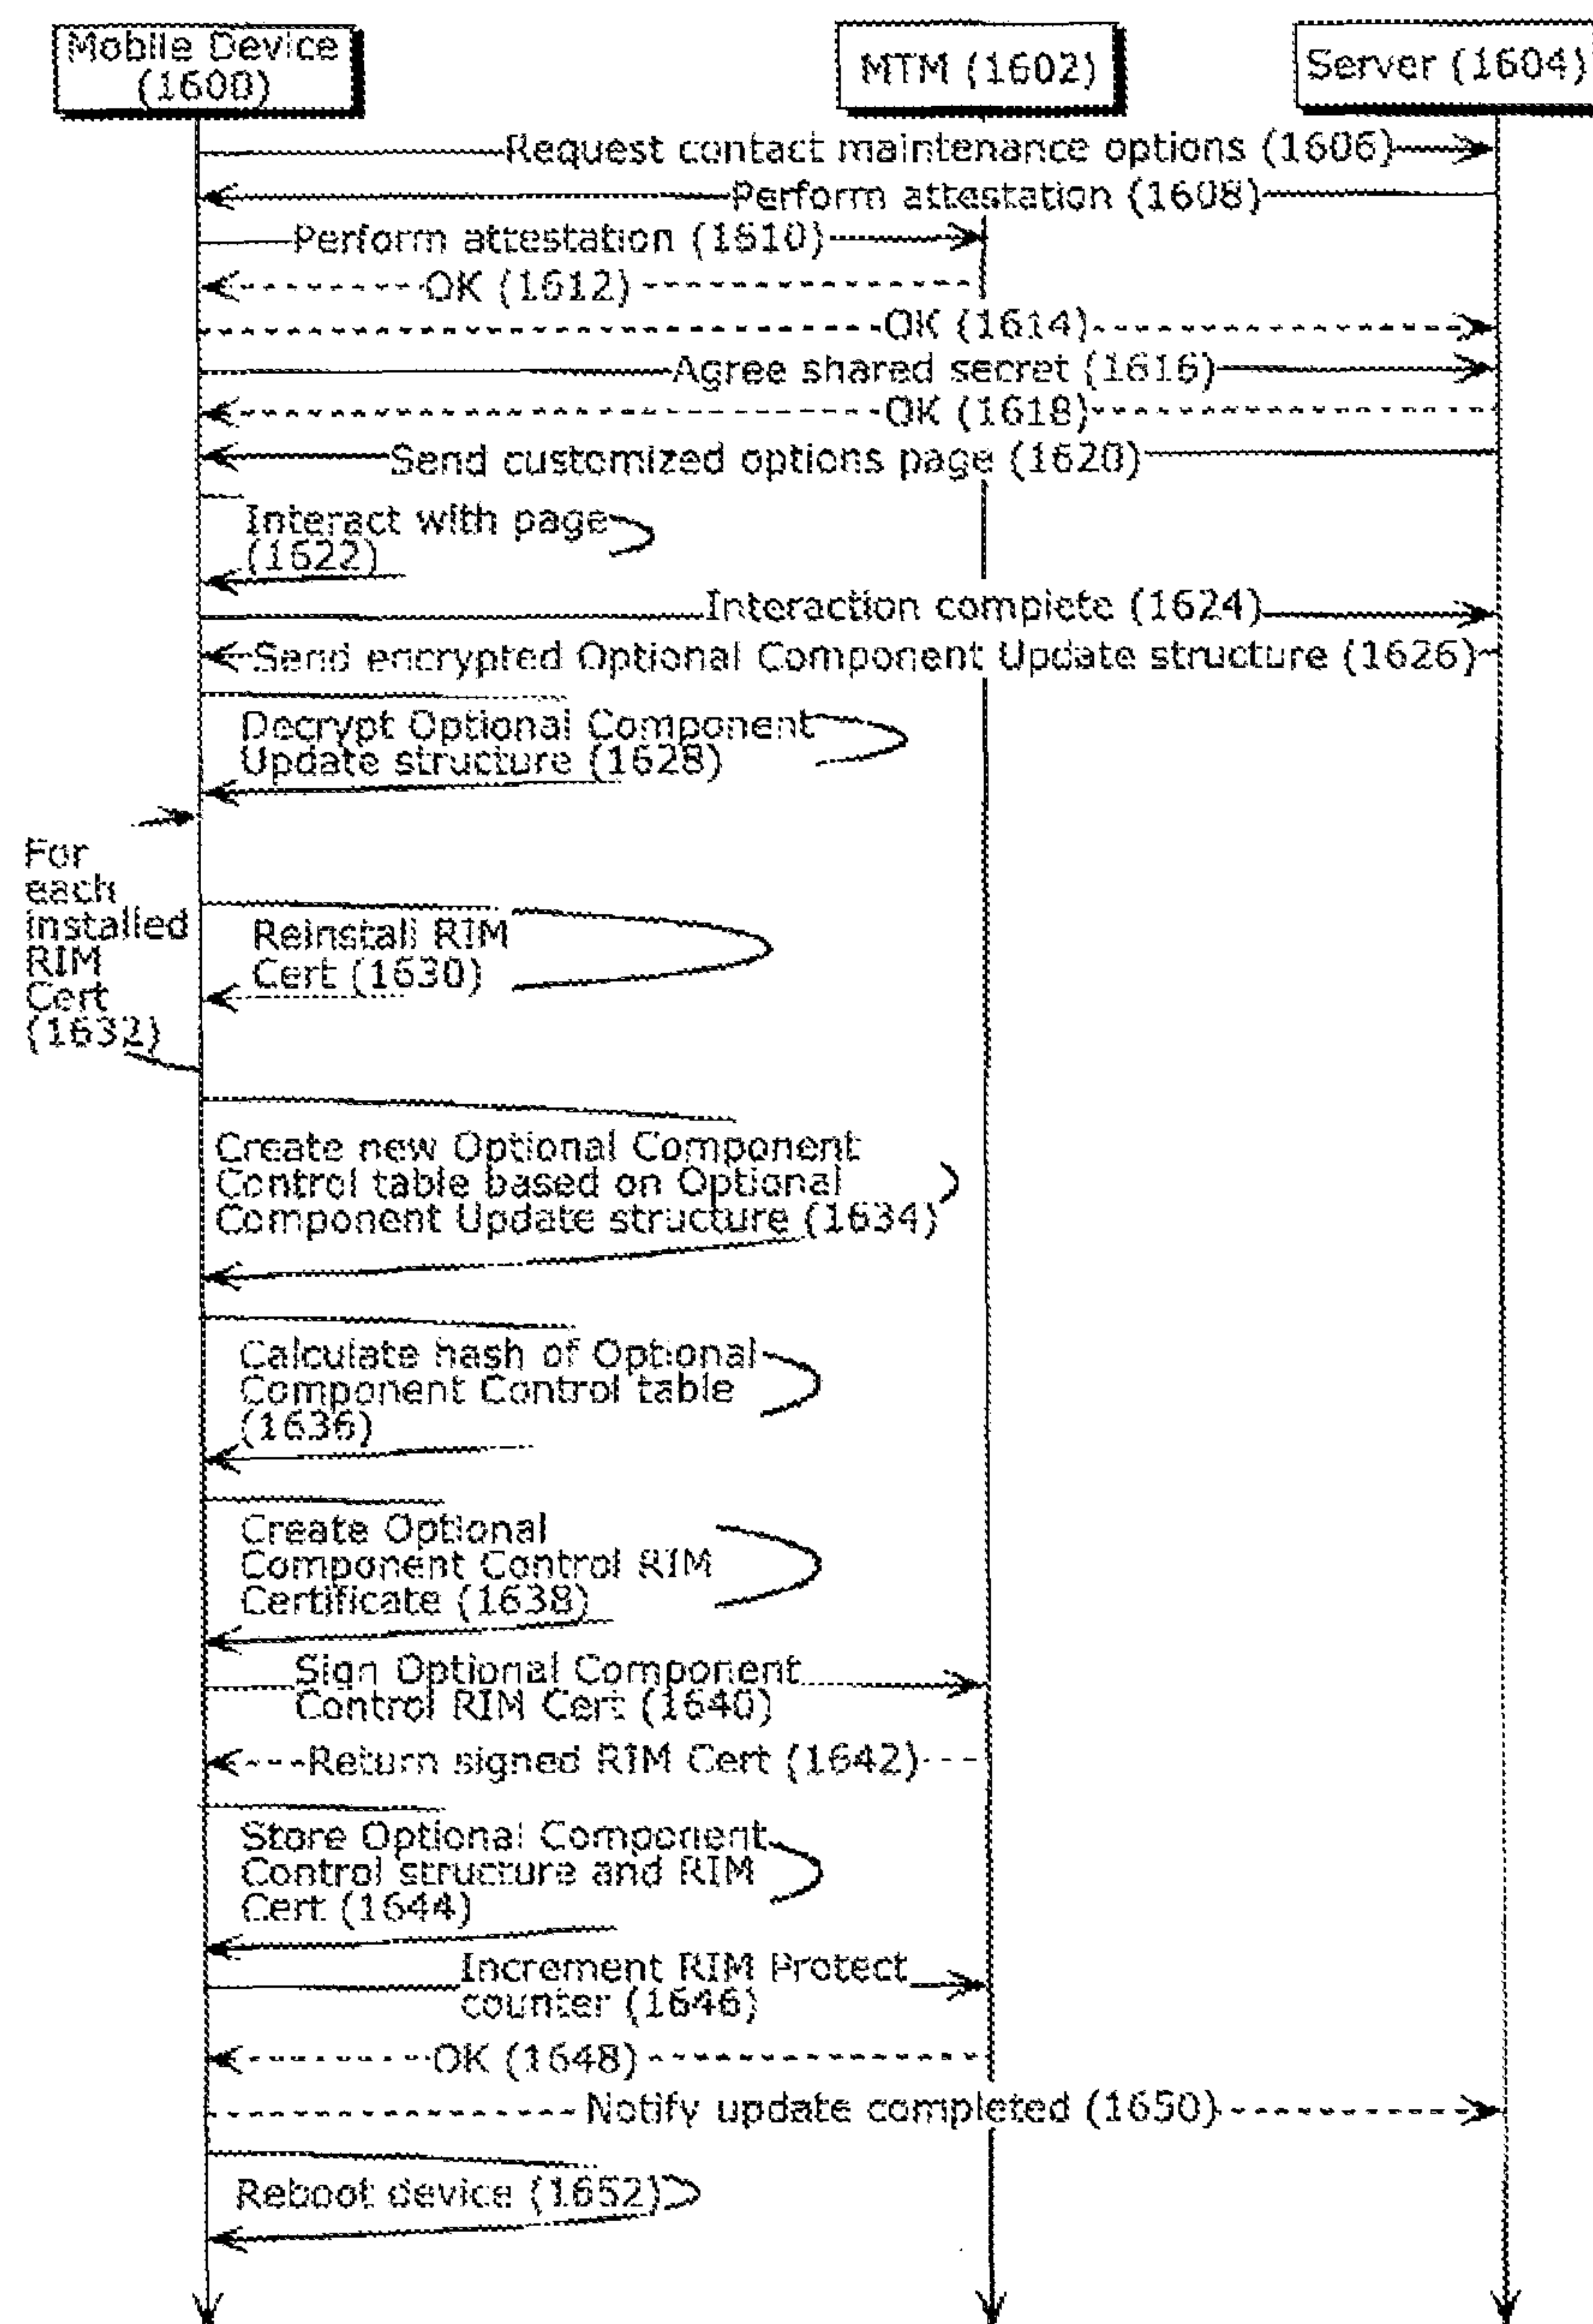 Mobile Device
(1600)
MTM (1602)
Server (1604)
Request contact maintenance options (1606)
Perform attestation (1608)
Perform attestation (1610)
OK (1612)
OK (1614)
Agree shared secret (1616)
OK (1618)
Send customized options page (1620)
Interact with page
(1622)
Interaction complete (1624)
Send encrypted Optional Component Update structure (1626)
Decrypt Optional Component
Update structure (1628)
For
each
installed
RIM
Cert
(1632)
Reinstall RIM
Cert (1630)
Create new Optional Component
Control table based on Optional
Component Update structure (1634)
Calculate hash of Optional
Component Control table
(1636)
Create Optional
Component Control RIM
Certificate (1638)
Sign Optional Component
Control RIM Cert (1640)
Return signed RIM Cert (1642)
Store Optional Component
Control structure and RIM
Cert (1644)
Increment RIM Protect
counter (1646)
OK (1648)
Notify update completed (1650)
Reboot device (1652)